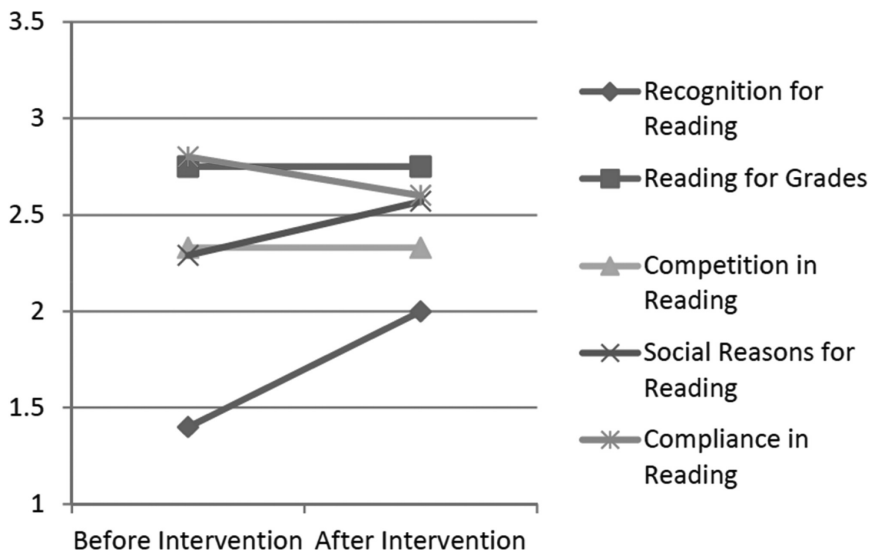 3.5
3
2.5
2
1.5
1
Before Intervention After Intervention
Recognition for
Reading
Reading for Grades
Competition in
Reading
Social Reasons for
Reading
Compliance in
Reading